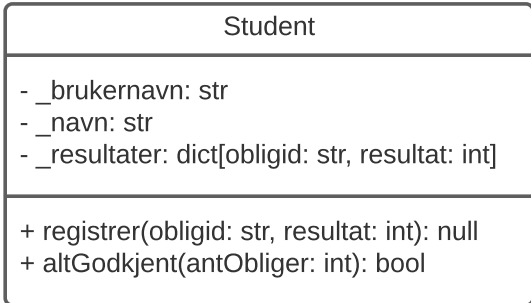 Student
- _brukernavn: str
- _navn: str
- _resultater: dict[obligid: str, resultat: int]
+ registrer(obligid: str, resultat: int): null
+ altGodkjent(antObliger: int): bool